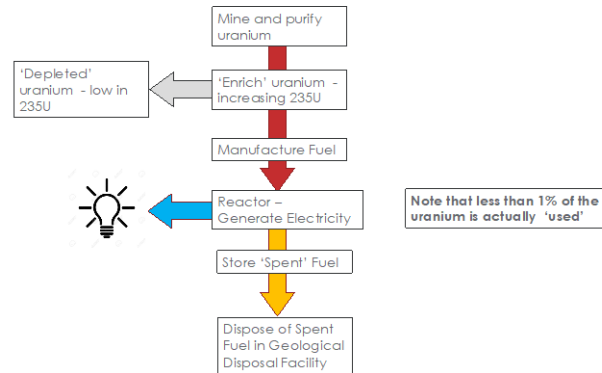 Mine and purify
uranium
'Depleted'
uranium - low in
235U
'Enrich' uranium -
increasing 235U
Manufacture Fuel
Reactor –
Generate Electricity
Note that less than 1% of the
uranium is actually 'used'
Store 'Spent' Fuel
Dispose of Spent
Fuel in Geological
Disposal Facility